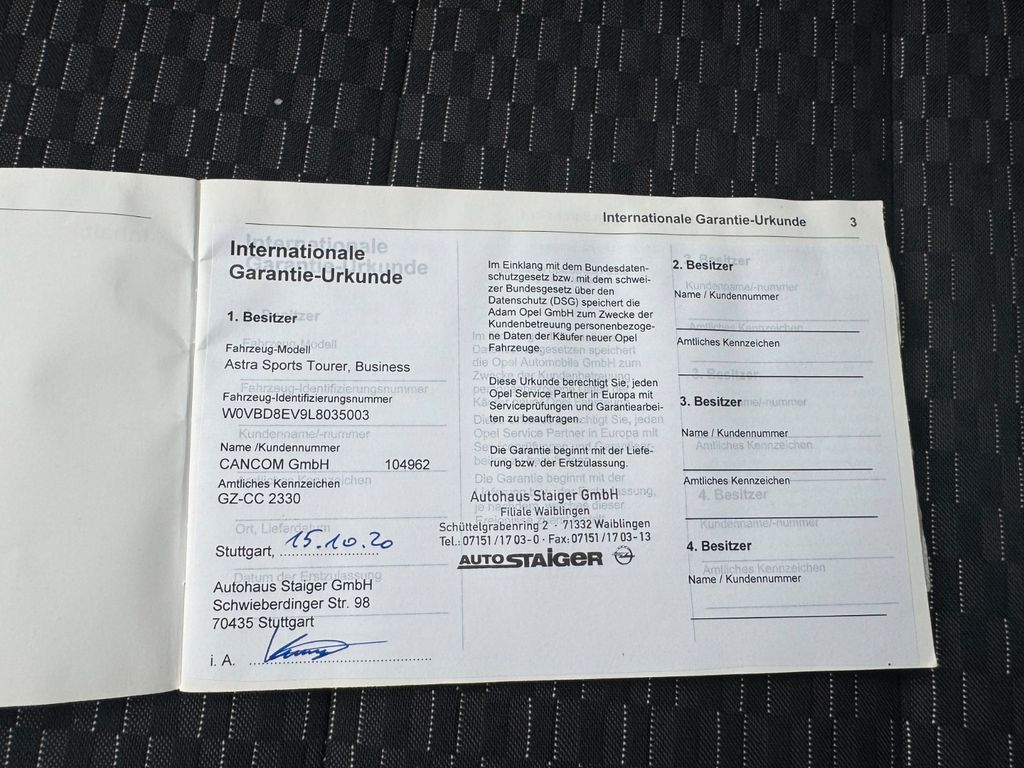 Internationale Garantie-Urkunde 3
Internationale
Garantie-Urkunde
1. Besitzer
Fahrzeug-Modell
Astra Sports Tourer, Business
Fahrzeug-Identifizierungsnummer
W0VBD8EV9L8035003
Name /Kundennummer
CANCOM GmbH 104962
Amtliches Kennzeichen
GZ-CC 2330
Stuttgart, 15.10.20
Autohaus Staiger GmbH
Schwieberdinger Str. 98
70435 Stuttgart
i. A.
Im Einklang mit dem Bundesdaten-
schutzgesetz bzw. mit dem schwei-
zer Bundesgesetz über den
Datenschutz (DSG) speichert die
Adam Opel GmbH zum Zwecke der
Kundenbetreuung personenbezoge-
ne Daten der Käufer neuer Opel
Fahrzeuge.
Diese Urkunde berechtigt Sie, jeden
Opel Service Partner in Europa mit
Serviceprüfungen und Garantiearbei-
ten zu beauftragen.
Die Garantie beginnt mit der Liefe-
rung bzw. der Erstzulassung.
Autohaus Staiger GmbH
Filiale Waiblingen
Schüttelgrabenring 2 · 71332 Waiblingen
Tel.: 07151/17 03-0 · Fax: 07151/17 03-13
AUTO STAIGER
2. Besitzer
Name / Kundennummer
Amtliches Kennzeichen
3. Besitzer
Name / Kundennummer
Amtliches Kennzeichen
4. Besitzer
Name / Kundennummer